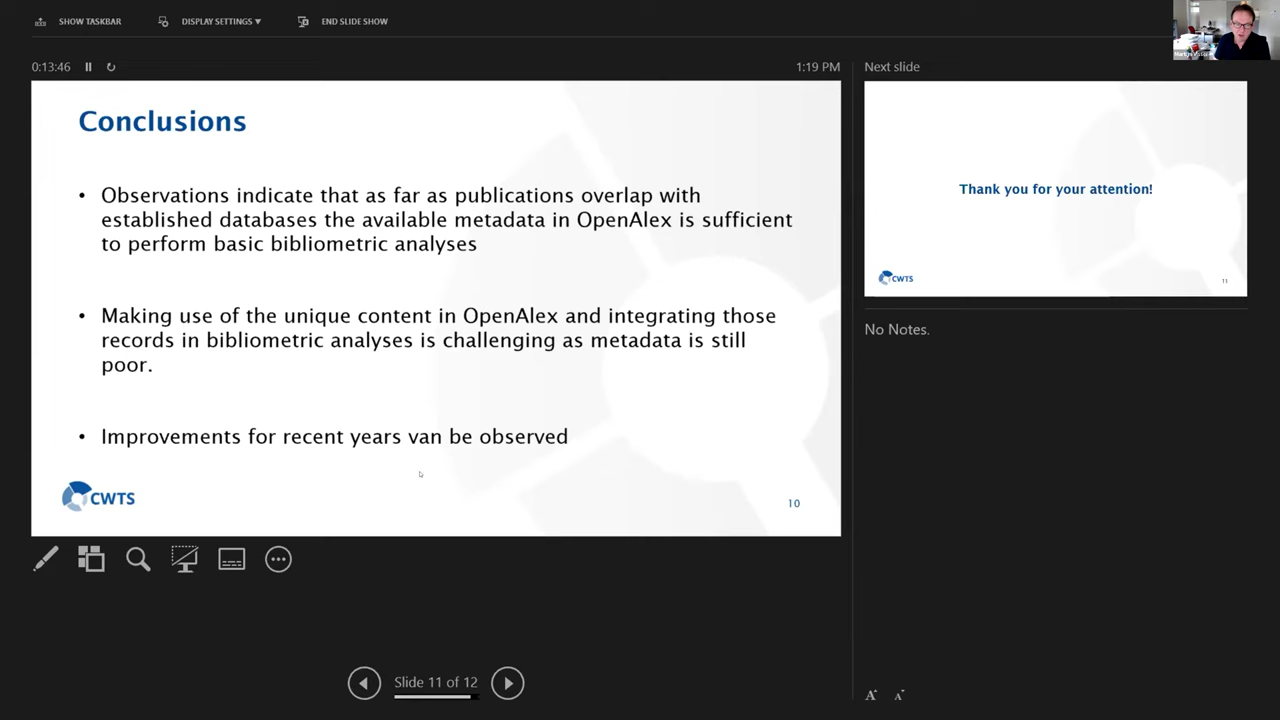 SHOW TASKBAR
DISPLAY SETTINGS ▼
END SLIDE SHOW
0:13:46
1:19 PM
Conclusions
• Observations indicate that as far as publications overlap with
established databases the available metadata in OpenAlex is sufficient
to perform basic bibliometric analyses
• Making use of the unique content in OpenAlex and integrating those
records in bibliometric analyses is challenging as metadata is still
poor.
• Improvements for recent years van be observed
CWTS
10
Slide 11 of 12
Next slide
Thank you for your attention!
CWTS
11
No Notes.
A
A